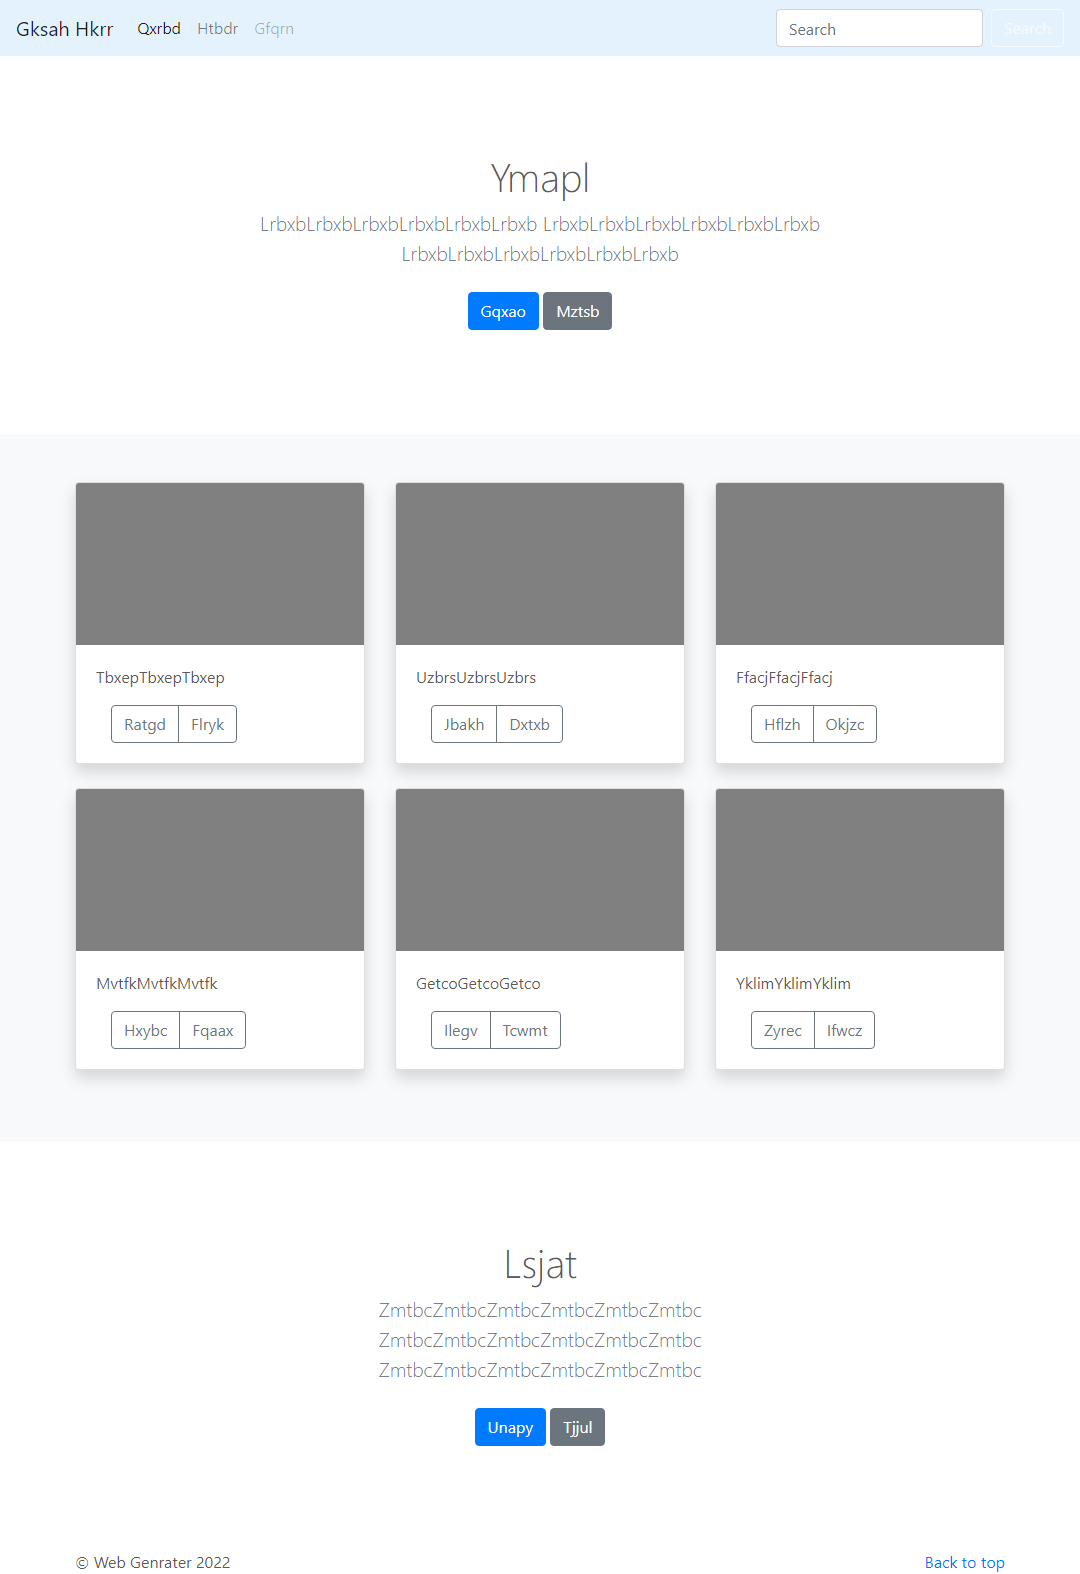 Gksah Hkrr Qxrbd Htbdr Gfqrn Search Search
Ymapl
LrbxbLrbxbLrbxbLrbxbLrbxbLrbxb LrbxbLrbxbLrbxbLrbxbLrbxbLrbxb
LrbxbLrbxbLrbxbLrbxbLrbxbLrbxb
Gqxao Mztsb
TbxepTbxepTbxep
Ratgd Flryk
UzbrsUzbrsUzbrs
Jbakh Dxtxb
FfacjFfacjFfacj
Hflzh Okjzc
MvtfkMvtfkMvtfk
Hxybc Fqaax
GetcoGetcoGetco
Ilegv Tcwmt
YklimYklimYklim
Zyrec Ifwcz
Lsjat
ZmtbcZmtbcZmtbcZmtbcZmtbcZmtbc
ZmtbcZmtbcZmtbcZmtbcZmtbcZmtbc
ZmtbcZmtbcZmtbcZmtbcZmtbcZmtbc
Unapy Tjjul
© Web Genrater 2022 Back to top